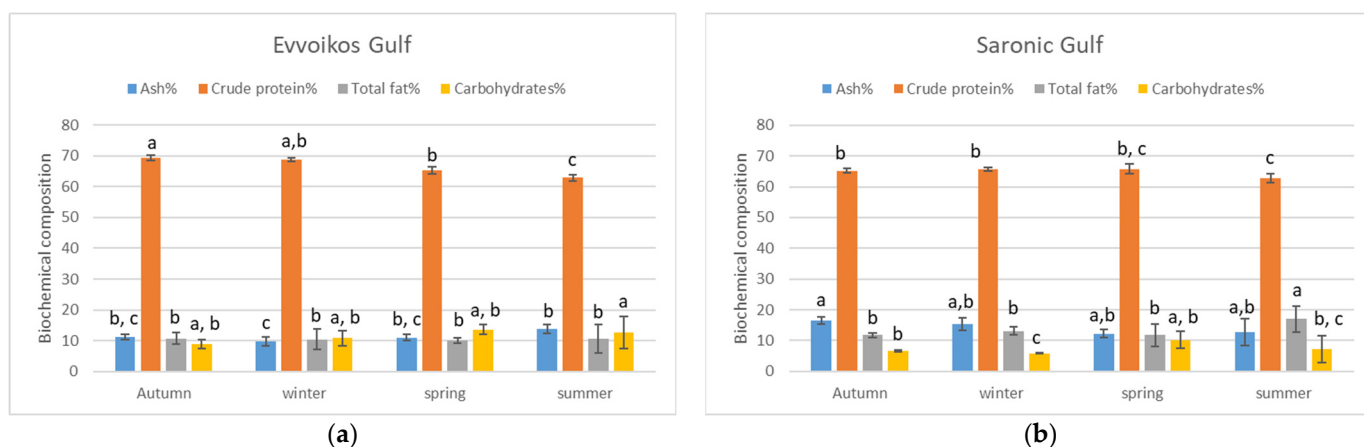 Evvoikos Gulf
Ash% Crude protein% Total fat% Carbohydrates%
Biochemical composition
80
70
60
50
40
30
20
10
0
a a,b b c
b, c b a, b c b a, b b, c b a, b b b a
Autumn winter spring summer
(a)
Saronic Gulf
Ash% Crude protein% Total fat% Carbohydrates%
Biochemical composition
80
70
60
50
40
30
20
10
0
b b b, c c
a b b a,b b c a,b b a, b a,b a b, c
Autumn winter spring summer
(b)